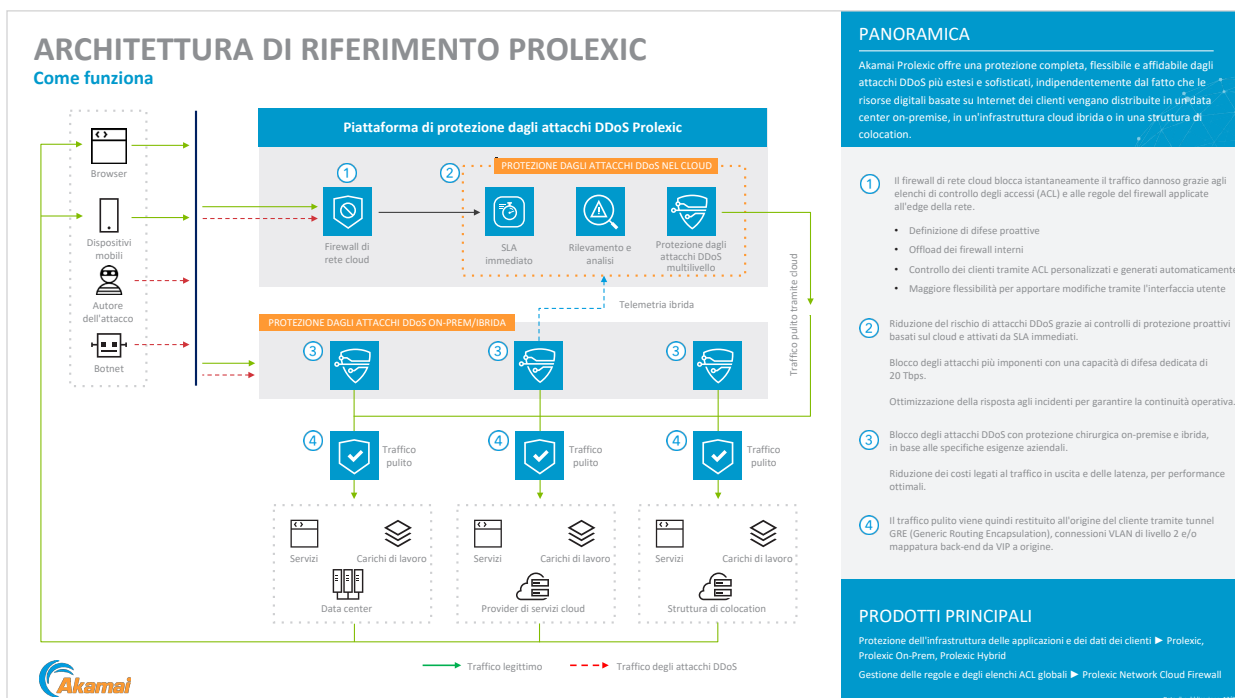 ARCHITETTURA DI RIFERIMENTO PROLEXIC
Come funziona
Browser
Dispositivi
mobili
Autore
dell'attacco
Botnet
Piattaforma di protezione dagli attacchi DDoS Prolexic
PROTEZIONE DAGLI ATTACCHI DDoS NEL CLOUD
1
2
Firewall di
rete cloud
SLA
immediato
Rilevamento e
analisi
Protezione dagli
attacchi DDoS
multilivello
Telemetria ibrida
Traffico pulito tramite cloud
PROTEZIONE DAGLI ATTACCHI DDoS ON-PREM/IBRIDA
3
3
3
4
Traffico
pulito
4
Traffico
pulito
4
Traffico
pulito
Servizi
Carichi di lavoro
Data center
Servizi
Carichi di lavoro
Provider di servizi cloud
Servizi
Carichi di lavoro
Struttura di colocation
Traffico legittimo
Traffico degli attacchi DDoS
Akamai
PANORAMICA
Akamai Prolexic offre una protezione completa, flessibile e affidabile dagli
attacchi DDoS più estesi e sofisticati, indipendentemente dal fatto che le
risorse digitali basate su Internet dei clienti vengano distribuite in un data
center on-premise, in un'infrastruttura cloud ibrida o in una struttura di
colocation.
1
Il firewall di rete cloud blocca istantaneamente il traffico dannoso grazie agli
elenchi di controllo degli accessi (ACL) e alle regole del firewall applicate
all'edge della rete.
• Definizione di difese proattive
• Offload dei firewall interni
• Controllo dei clienti tramite ACL personalizzati e generati automaticamente
• Maggiore flessibilità per apportare modifiche tramite l'interfaccia utente
2
Riduzione del rischio di attacchi DDoS grazie ai controlli di protezione proattivi
basati sul cloud e attivati da SLA immediati.
Blocco degli attacchi più imponenti con una capacità di difesa dedicata di
20 Tbps.
Ottimizzazione della risposta agli incidenti per garantire la continuità operativa.
3
Blocco degli attacchi DDoS con protezione chirurgica on-premise e ibrida,
in base alle specifiche esigenze aziendali.
Riduzione dei costi legati al traffico in uscita e delle latenza, per performance
ottimali.
4
Il traffico pulito viene quindi restituito all'origine del cliente tramite tunnel
GRE (Generic Routing Encapsulation), connessioni VLAN di livello 2 e/o
mappatura back-end da VIP a origine.
PRODOTTI PRINCIPALI
Protezione dell'infrastruttura delle applicazioni e dei dati dei clienti ► Prolexic,
Prolexic On-Prem, Prolexic Hybrid
Gestione delle regole e degli elenchi ACL globali ► Prolexic Network Cloud Firewall